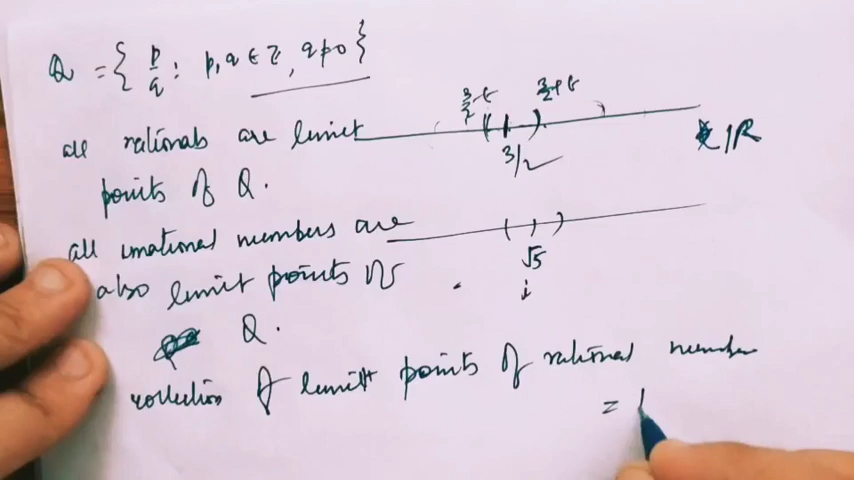 Q = { p/q : p, q ∈ Z, q ≠ 0 }
all rationals are limit
points of Q.
3/2-ε 3/2+ε
3/2
IR
all irrational numbers are
also limit points of
Q.
√5
i
collection of limit points of rational number
=